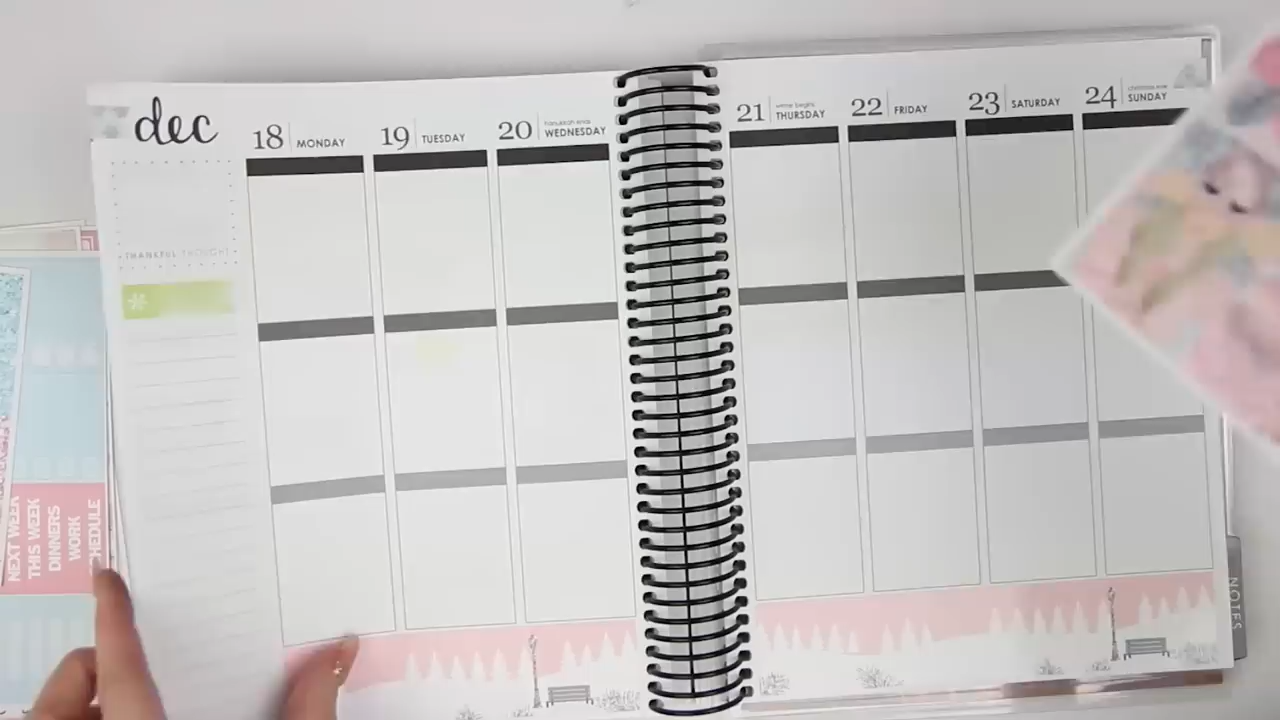 dec
18 MONDAY
19 TUESDAY
20 hanukkah ends WEDNESDAY
21 winter begins THURSDAY
22 FRIDAY
23 SATURDAY
24 christmas eve SUNDAY
THANKFUL THOUGHT
NEXT WEEK
THIS WEEK
DINNERS
WORK
CHEDULE
NOTES